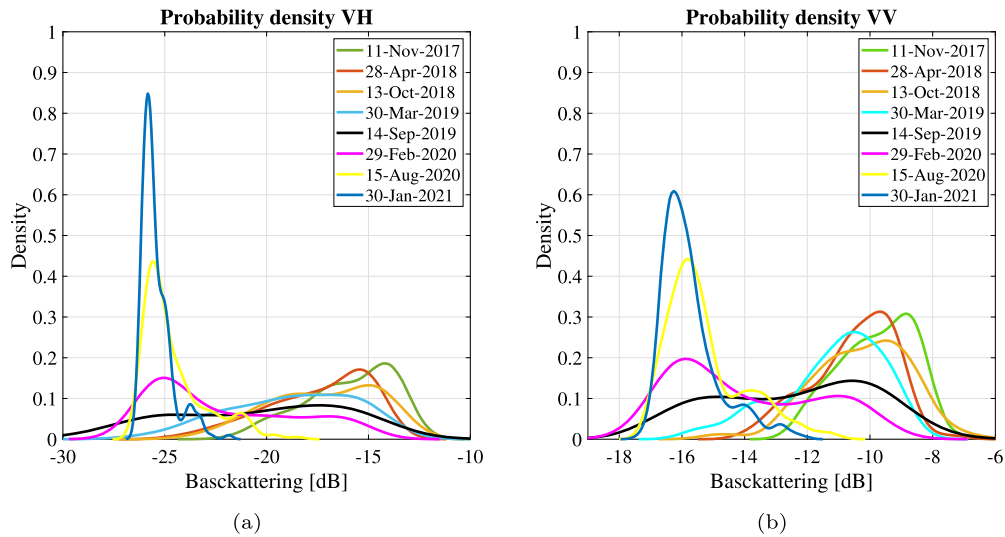 Probability density VH
1
0.9
0.8
0.7
0.6
0.5
0.4
0.3
0.2
0.1
0
Density
-30
-25
-20
-15
-10
Basckattering [dB]
11-Nov-2017
28-Apr-2018
13-Oct-2018
30-Mar-2019
14-Sep-2019
29-Feb-2020
15-Aug-2020
30-Jan-2021
(a)
Probability density VV
1
0.9
0.8
0.7
0.6
0.5
0.4
0.3
0.2
0.1
0
Density
-18
-16
-14
-12
-10
-8
-6
Basckattering [dB]
11-Nov-2017
28-Apr-2018
13-Oct-2018
30-Mar-2019
14-Sep-2019
29-Feb-2020
15-Aug-2020
30-Jan-2021
(b)